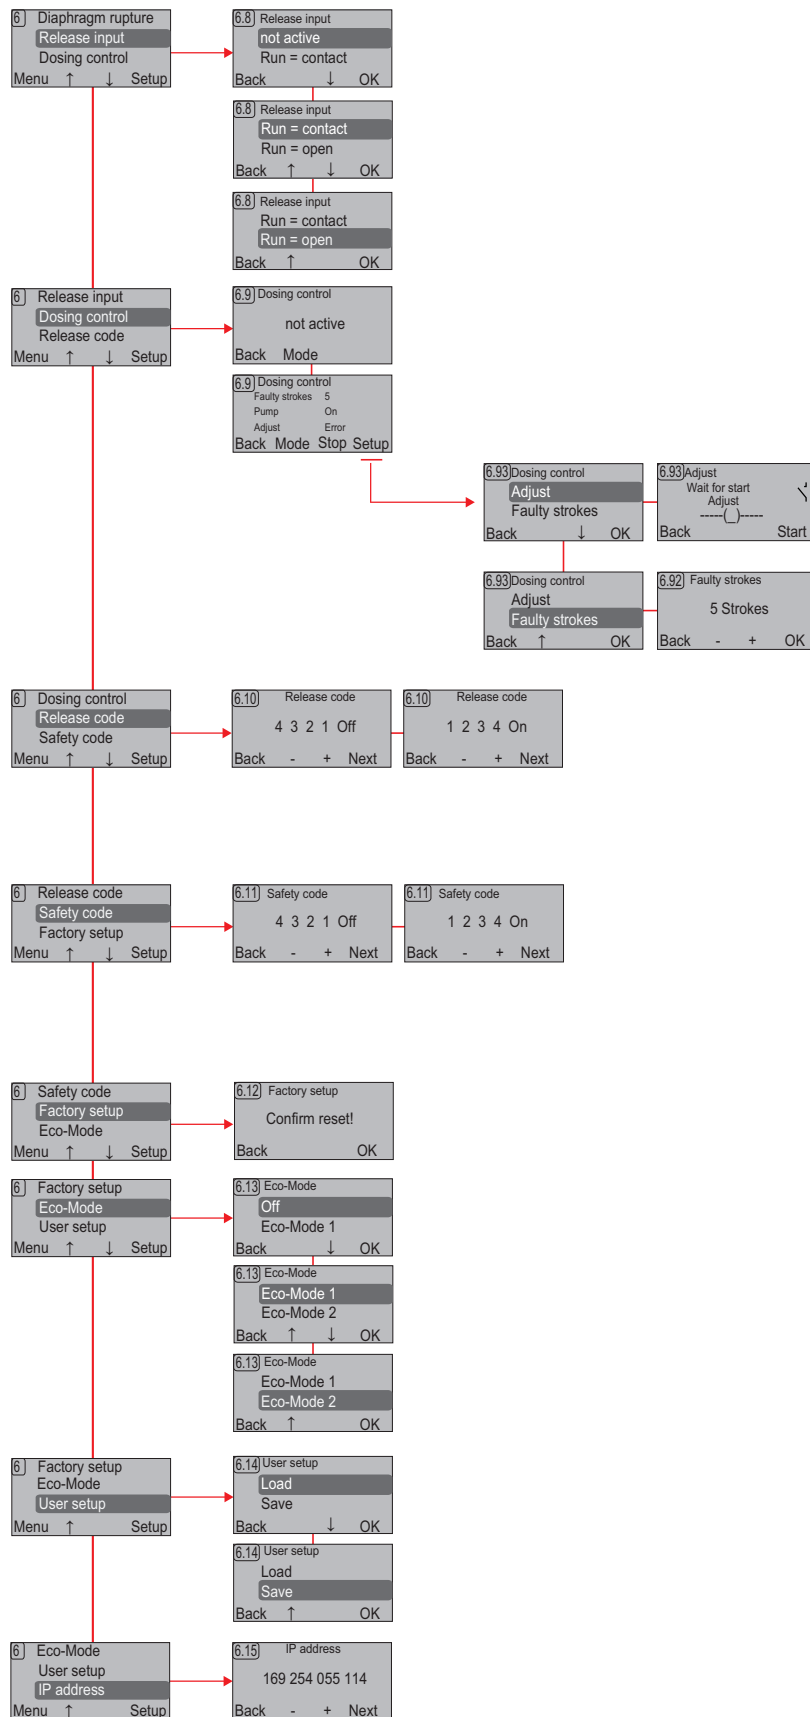 6 Diaphragm rupture
Release input
Dosing control
Menu ↑ ↓ Setup
6.8 Release input
not active
Run = contact
Back ↓ OK
6.8 Release input
Run = contact
Run = open
Back ↑ ↓ OK
6.8 Release input
Run = contact
Run = open
Back ↑ OK
6 Release input
Dosing control
Release code
Menu ↑ ↓ Setup
6.9 Dosing control
not active
Back Mode
6.9 Dosing control
Faulty strokes 5
Pump On
Adjust Error
Back Mode Stop Setup
6.93 Dosing control
Adjust
Faulty strokes
Back ↓ OK
6.93 Adjust
Wait for start
Adjust
-----(_)-----
Back Start
6.93 Dosing control
Adjust
Faulty strokes
Back ↑ OK
6.92 Faulty strokes
5 Strokes
Back - + OK
6 Dosing control
Release code
Safety code
Menu ↑ ↓ Setup
6.10 Release code
4 3 2 1 Off
Back - + Next
6.10 Release code
1 2 3 4 On
Back - + Next
6 Release code
Safety code
Factory setup
Menu ↑ ↓ Setup
6.11 Safety code
4 3 2 1 Off
Back - + Next
6.11 Safety code
1 2 3 4 On
Back - + Next
6 Safety code
Factory setup
Eco-Mode
Menu ↑ ↓ Setup
6.12 Factory setup
Confirm reset!
Back OK
6 Factory setup
Eco-Mode
User setup
Menu ↑ ↓ Setup
6.13 Eco-Mode
Off
Eco-Mode 1
Back ↓ OK
6.13 Eco-Mode
Eco-Mode 1
Eco-Mode 2
Back ↑ ↓ OK
6.13 Eco-Mode
Eco-Mode 1
Eco-Mode 2
Back ↑ OK
6 Factory setup
Eco-Mode
User setup
Menu ↑ Setup
6.14 User setup
Load
Save
Back ↓ OK
6.14 User setup
Load
Save
Back ↑ OK
6 Eco-Mode
User setup
IP address
Menu ↑ Setup
6.15 IP address
169 254 055 114
Back - + Next